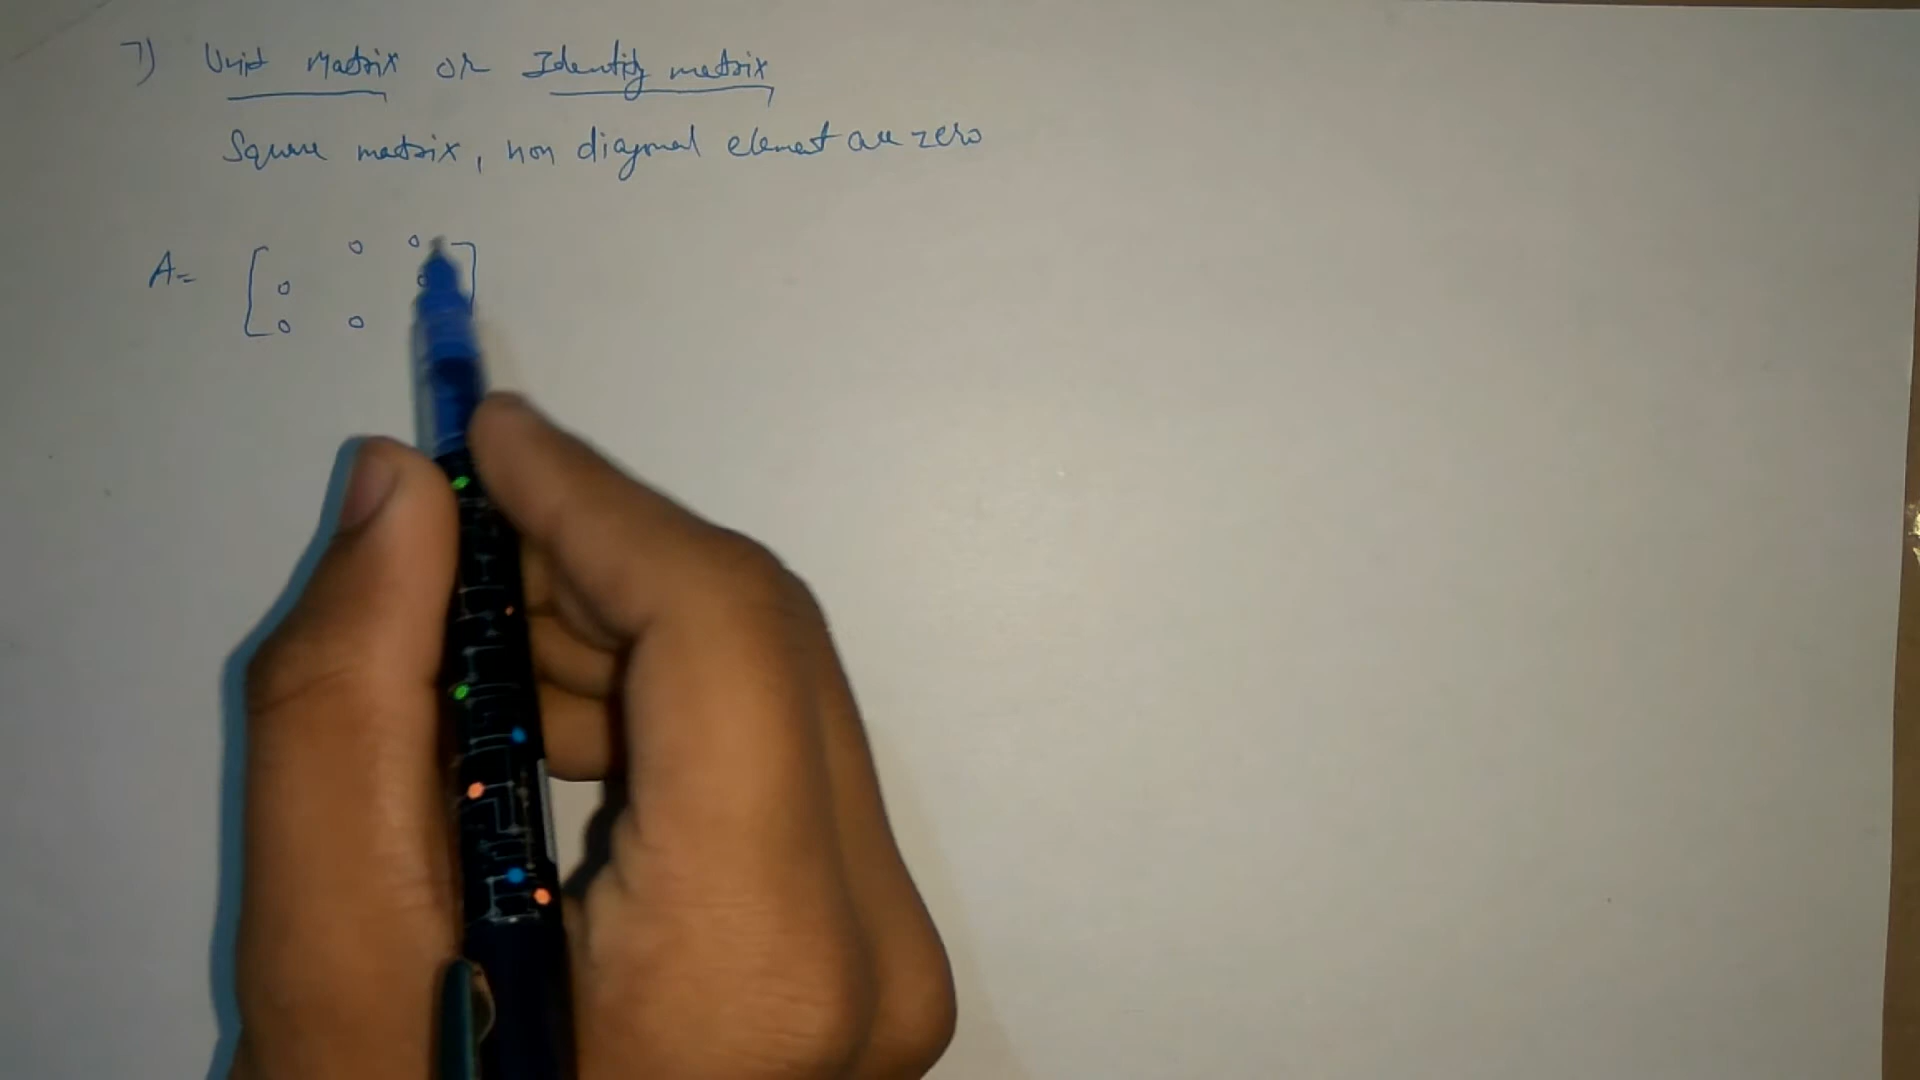 7) Unit Matrix or Identity matrix
Square matrix, non diagonal element are zero
A= [ 0 0
0 0
0 0 ]